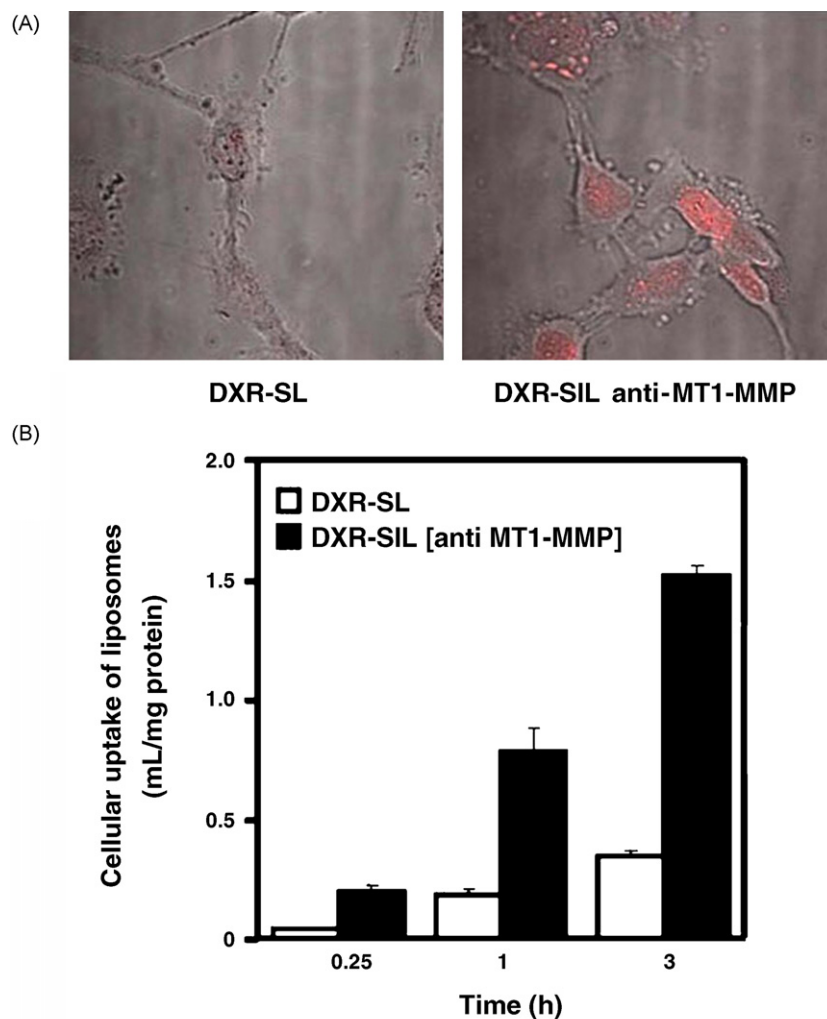 (A)
DXR-SL
DXR-SIL anti-MT1-MMP
(B)
Cellular uptake of liposomes
(mL/mg protein)
2.0
1.5
1.0
0.5
0
DXR-SL
DXR-SIL [anti MT1-MMP]
0.25 1 3
Time (h)